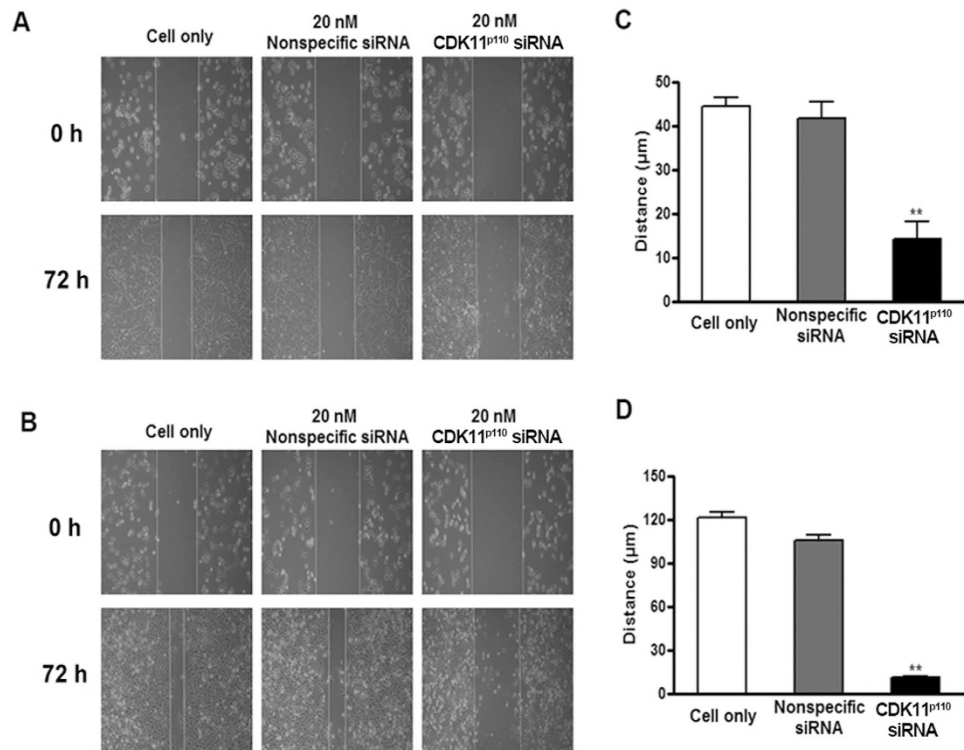 A
Cell only
20 nM
Nonspecific siRNA
20 nM
CDK11p110 siRNA
0 h
72 h
B
Cell only
20 nM
Nonspecific siRNA
20 nM
CDK11p110 siRNA
0 h
72 h
C
Distance (µm)
50
40
30
20
10
0
**
Cell only
Nonspecific
siRNA
CDK11p110
siRNA
D
Distance (µm)
150
120
90
60
30
0
**
Cell only
Nonspecific
siRNA
CDK11p110
siRNA